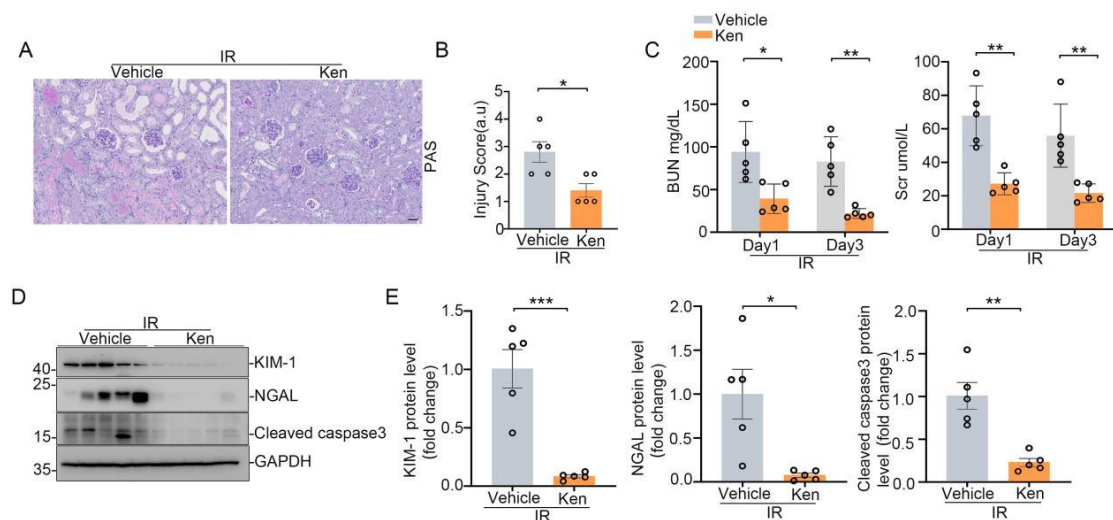 A
IR
Vehicle Ken
PAS
B
*
Injury Score(a.u)
5
4
3
2
1
0
Vehicle Ken
IR
C
Vehicle
Ken
* **
BUN mg/dL
100
75
50
25
0
Day1 Day3
IR
** **
Scr umol/L
100
80
60
40
20
0
Day1 Day3
IR
D
IR
Vehicle Ken
40 KIM-1
25 NGAL
15 Cleaved caspase3
35 GAPDH
E
***
KIM-1 protein level
(fold change)
1.5
1.0
0.5
0.0
Vehicle Ken
IR
*
NGAL protein level
(fold change)
2.0
1.5
1.0
0.5
0.0
Vehicle Ken
IR
**
Cleaved caspase3 protein
level (fold change)
2.0
1.5
1.0
0.5
0.0
Vehicle Ken
IR